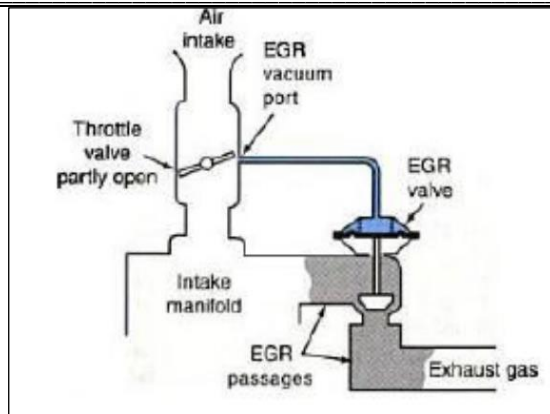 Air
intake
EGR
vacuum
port
Throttle
valve
partly open
EGR
valve
Intake
manifold
EGR
passages
Exhaust gas